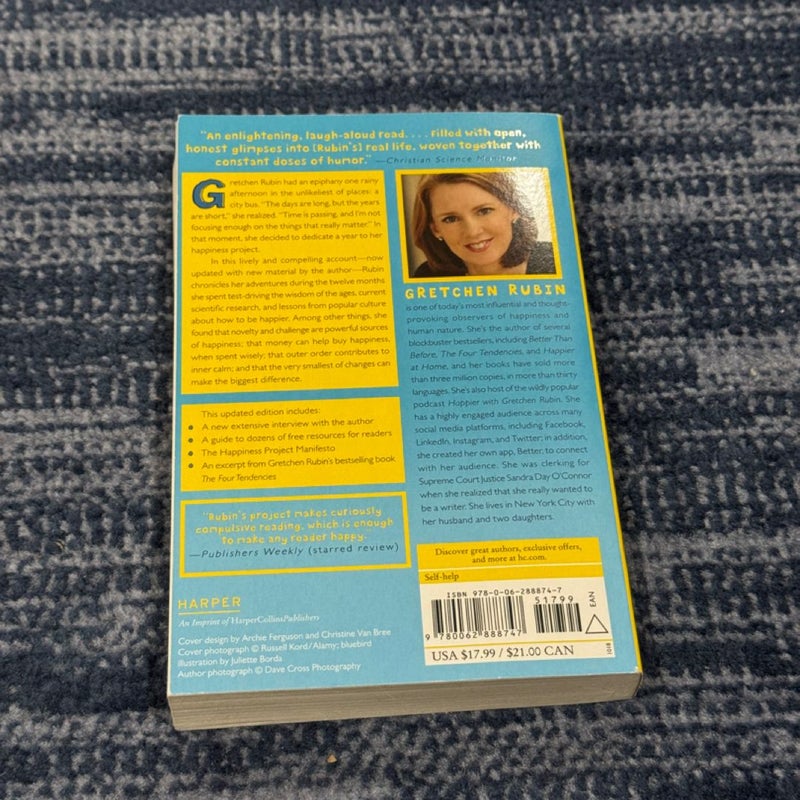 "An enlightening, laugh-aloud read. . . . Filled with open,
honest glimpses into [Rubin's] real life, woven together with
constant doses of humor." —Christian Science Monitor
Gretchen Rubin had an epiphany one rainy
afternoon in the unlikeliest of places: a
city bus. "The days are long, but the years
are short," she realized. "Time is passing, and I'm not
focusing enough on the things that really matter." In
that moment, she decided to dedicate a year to her
happiness project.
In this lively and compelling account—now
updated with new material by the author—Rubin
chronicles her adventures during the twelve months
she spent test-driving the wisdom of the ages, current
scientific research, and lessons from popular culture
about how to be happier. Among other things, she
found that novelty and challenge are powerful sources
of happiness; that money can help buy happiness,
when spent wisely; that outer order contributes to
inner calm; and that the very smallest of changes can
make the biggest difference.
This updated edition includes:
• A new extensive interview with the author
• A guide to dozens of free resources for readers
• The Happiness Project Manifesto
• An excerpt from Gretchen Rubin's bestselling book
The Four Tendencies
"Rubin's project makes curiously
compulsive reading, which is enough
to make any reader happy."
—Publishers Weekly (starred review)
HARPER
An Imprint of HarperCollinsPublishers
Cover design by Archie Ferguson and Christine Van Bree
Cover photograph © Russell Kord/Alamy; bluebird
illustration by Juliette Borda
Author photograph © Dave Cross Photography
GRETCHEN RUBIN
is one of today's most influential and thought-
provoking observers of happiness and
human nature. She's the author of several
blockbuster bestsellers, including Better Than
Before, The Four Tendencies, and Happier
at Home, and her books have sold more
than three million copies, in more than thirty
languages. She's also host of the wildly popular
podcast Happier with Gretchen Rubin. She
has a highly engaged audience across many
social media platforms, including Facebook,
LinkedIn, Instagram, and Twitter; in addition,
she created her own app, Better, to connect
with her audience. She was clerking for
Supreme Court Justice Sandra Day O'Connor
when she realized that she really wanted to
be a writer. She lives in New York City with
her husband and two daughters.
Discover great authors, exclusive offers,
and more at hc.com.
Self-help
ISBN 978-0-06-288874-7
51799
EAN
9 780062 888747
USA $17.99 / $21.00 CAN
1018